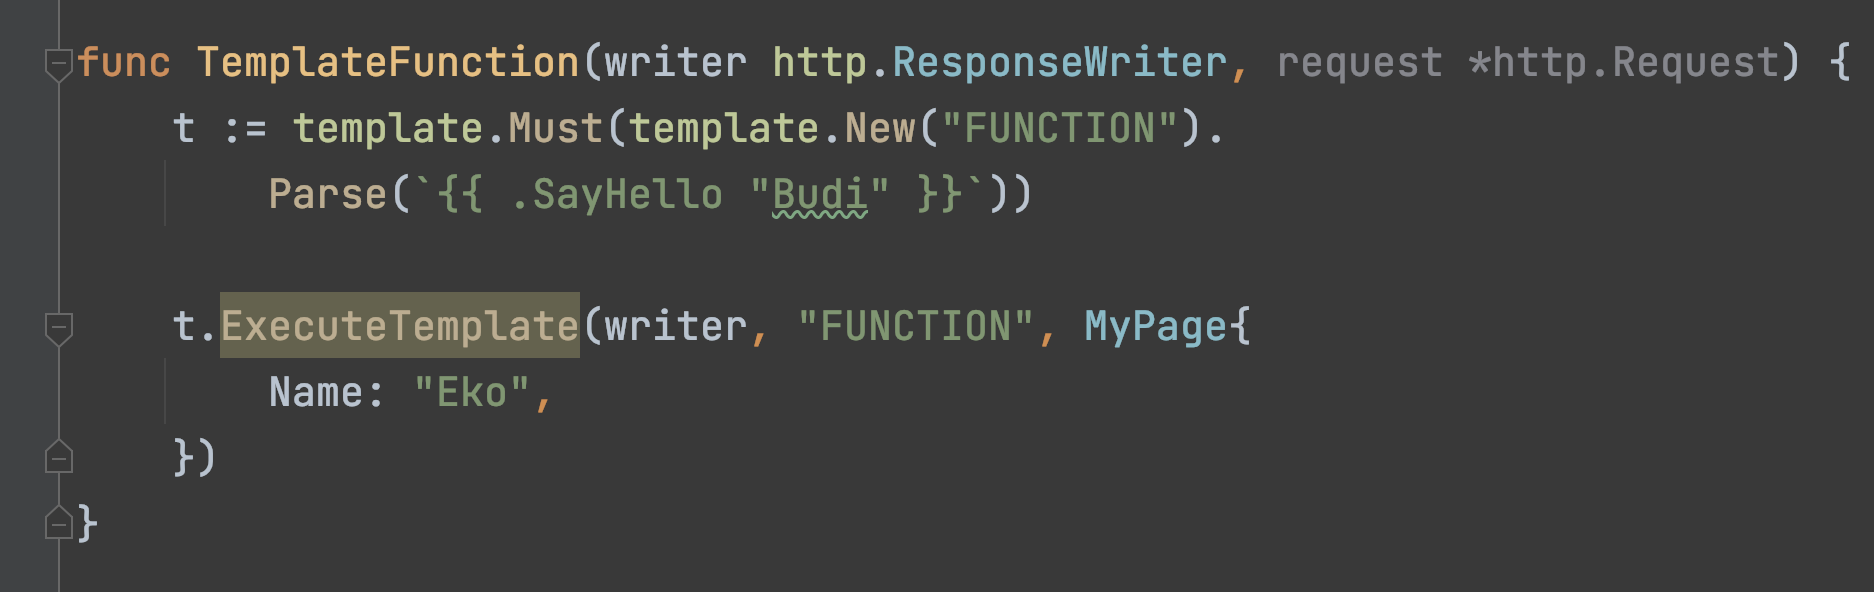 func TemplateFunction(writer http.ResponseWriter, request *http.Request) {
    t := template.Must(template.New("FUNCTION").
        Parse(`{{ .SayHello "Budi" }}`))

    t.ExecuteTemplate(writer, "FUNCTION", MyPage{
        Name: "Eko",
    })
}